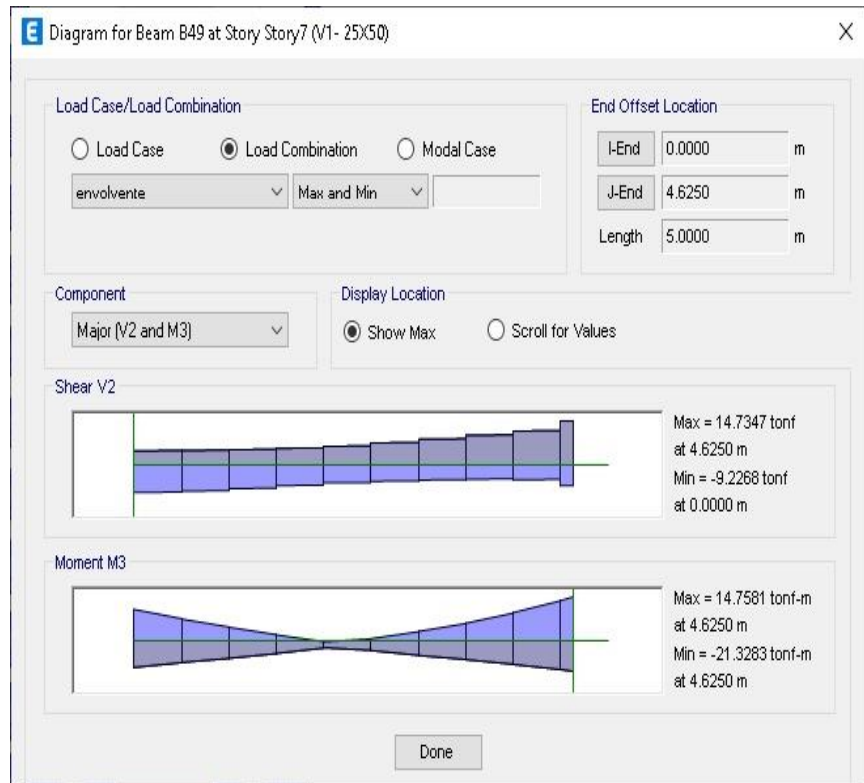 E Diagram for Beam B49 at Story Story7 (V1- 25X50) X
Load Case/Load Combination
Load Case Load Combination Modal Case
envolvente Max and Min
End Offset Location
I-End 0.0000 m
J-End 4.6250 m
Length 5.0000 m
Component
Major (V2 and M3)
Display Location
Show Max Scroll for Values
Shear V2
Max = 14.7347 tonf
at 4.6250 m
Min = -9.2268 tonf
at 0.0000 m
Moment M3
Max = 14.7581 tonf-m
at 4.6250 m
Min = -21.3283 tonf-m
at 4.6250 m
Done